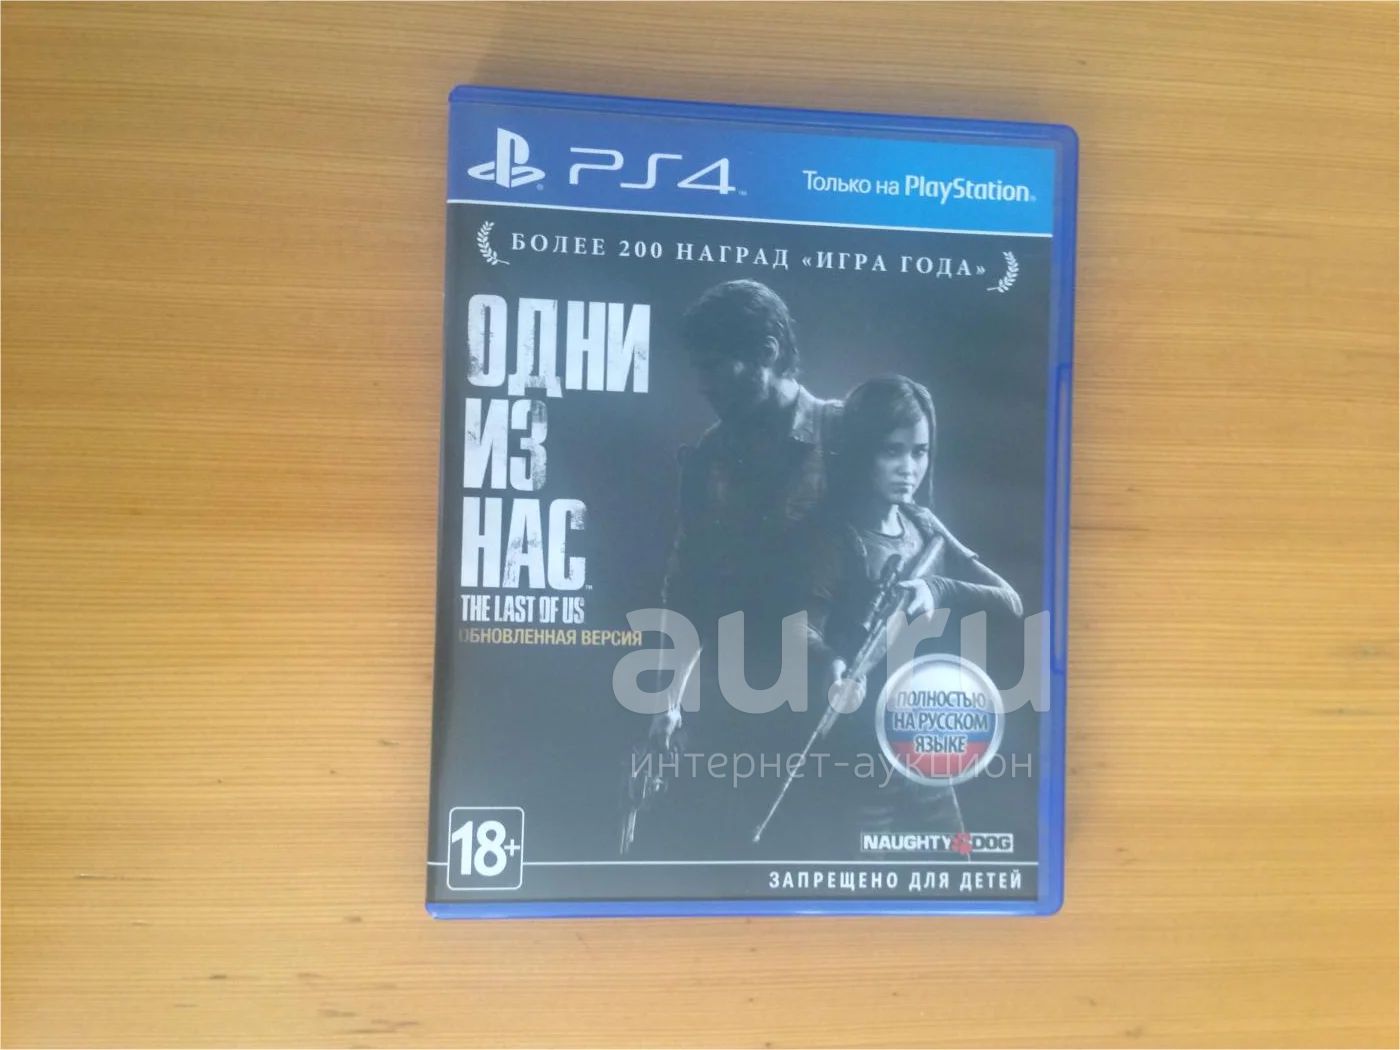 PS4
Только на PlayStation
БОЛЕЕ 200 НАГРАД «ИГРА ГОДА»
ОДНИ
ИЗ
НАС™
THE LAST OF US
ОБНОВЛЕННАЯ ВЕРСИЯ
au.ru
интернет-аукцион
ПОЛНОСТЬЮ
НА РУССКОМ
ЯЗЫКЕ
NAUGHTY DOG
18+
ЗАПРЕЩЕНО ДЛЯ ДЕТЕЙ